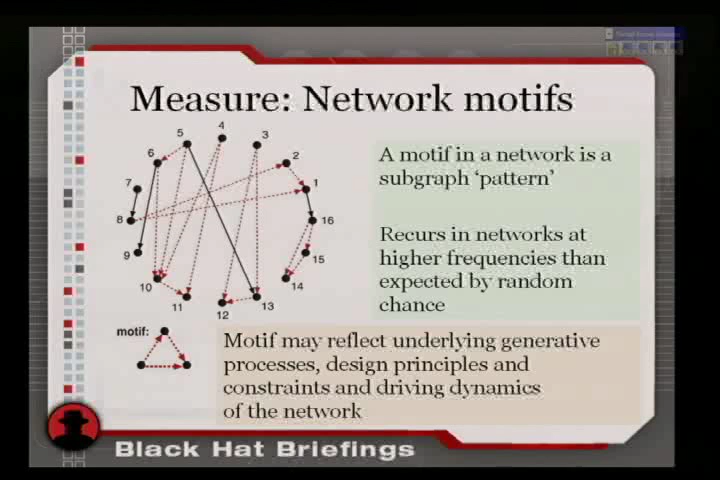 Measure: Network motifs
4
5
3
6
2
7
1
8
16
9
15
10
14
11
12
13
A motif in a network is a
subgraph ‘pattern’
Recurs in networks at
higher frequencies than
expected by random
chance
motif:
Motif may reflect underlying generative
processes, design principles and
constraints and driving dynamics
of the network
Black Hat Briefings